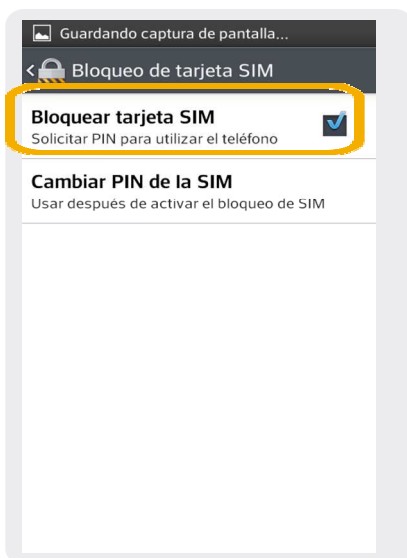 Guardando captura de pantalla...
Bloqueo de tarjeta SIM
Bloquear tarjeta SIM
Solicitar PIN para utilizar el teléfono
Cambiar PIN de la SIM
Usar después de activar el bloqueo de SIM